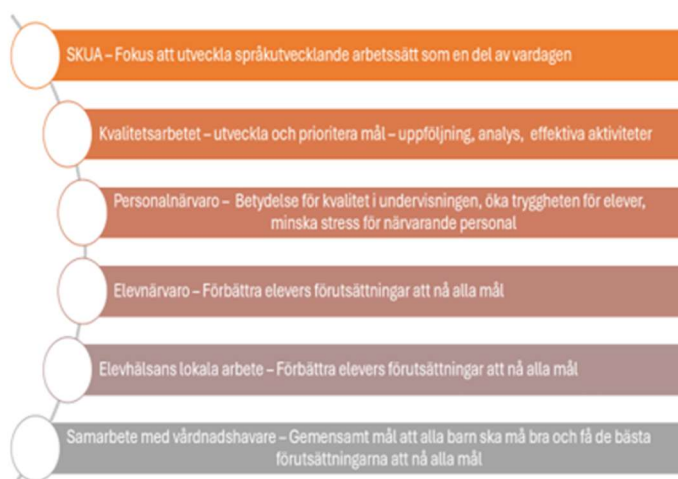 SKUA – Fokus att utveckla språkutvecklande arbetssätt som en del av vardagen
Kvalitetsarbetet – utveckla och prioritera mål – uppföljning, analys, effektiva aktiviteter
Personalnärvaro – Betydelse för kvalitet i undervisningen, öka tryggheten för elever,
minska stress för närvarande personal
Elevnärvaro – Förbättra elevers förutsättningar att nå alla mål
Elevhälsans lokala arbete – Förbättra elevers förutsättningar att nå alla mål
Samarbete med vårdnadshavare – Gemensamt mål att alla barn ska må bra och få de bästa
förutsättningarna att nå alla mål